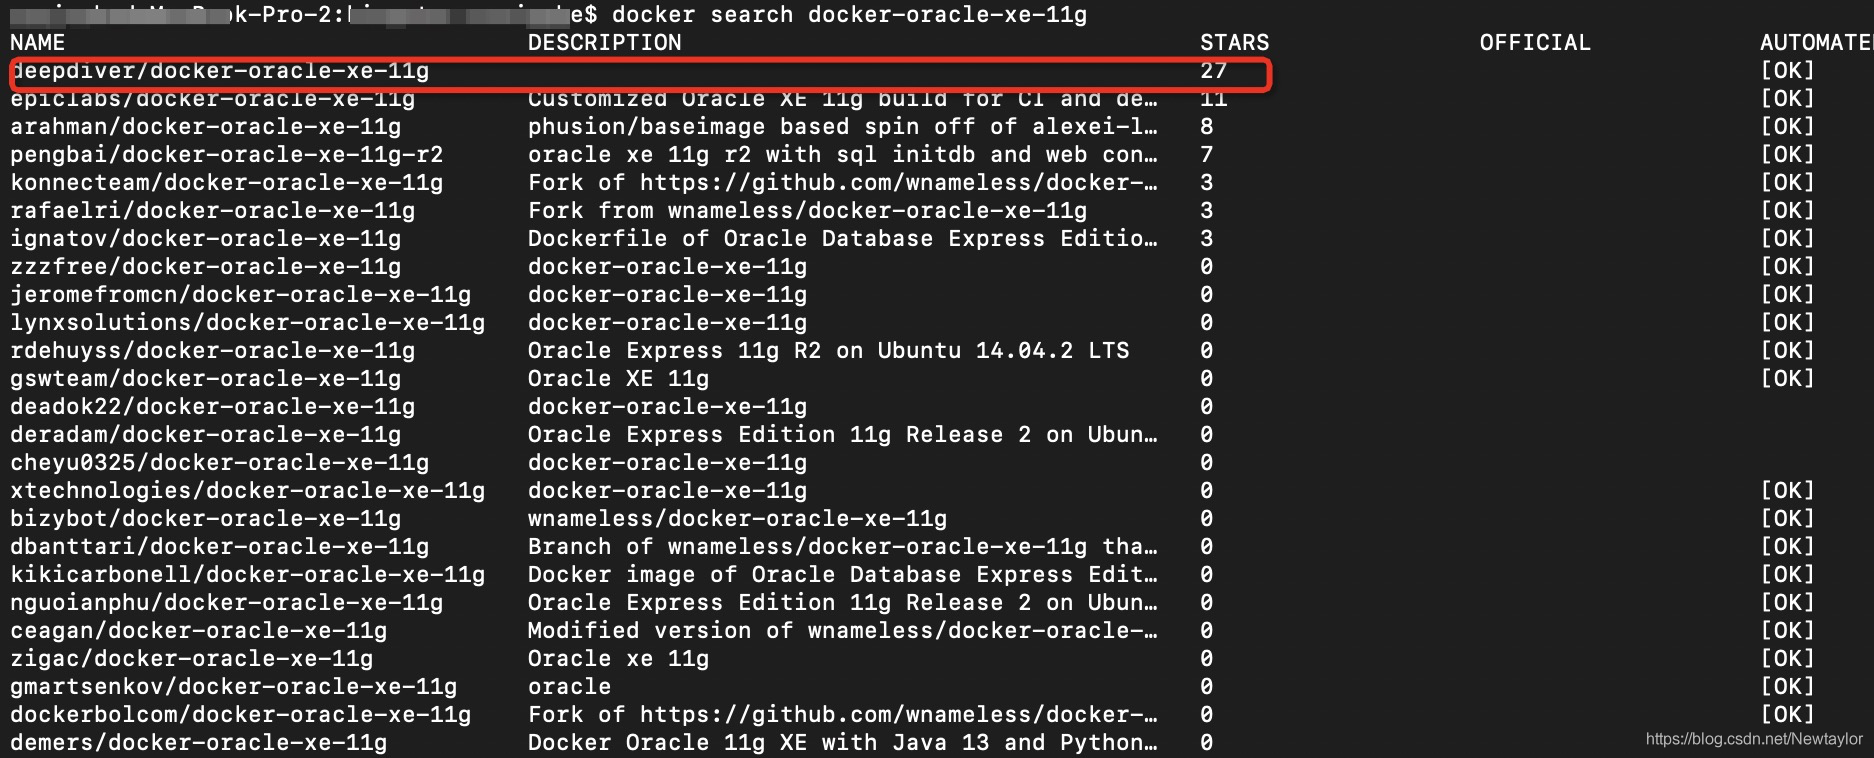 k-Pro-2: e$ docker search docker-oracle-xe-11g
NAME DESCRIPTION STARS OFFICIAL AUTOMATED
deepdiver/docker-oracle-xe-11g 27 [OK]
epiclabs/docker-oracle-xe-11g Customized Oracle XE 11g build for CI and de… 11 [OK]
arahman/docker-oracle-xe-11g phusion/baseimage based spin off of alexei-l… 8 [OK]
pengbai/docker-oracle-xe-11g-r2 oracle xe 11g r2 with sql initdb and web con… 7 [OK]
konnecteam/docker-oracle-xe-11g Fork of https://github.com/wnameless/docker-… 3 [OK]
rafaelri/docker-oracle-xe-11g Fork from wnameless/docker-oracle-xe-11g 3 [OK]
ignatov/docker-oracle-xe-11g Dockerfile of Oracle Database Express Editio… 3 [OK]
zzzfree/docker-oracle-xe-11g docker-oracle-xe-11g 0 [OK]
jeromefromcn/docker-oracle-xe-11g docker-oracle-xe-11g 0 [OK]
lynxsolutions/docker-oracle-xe-11g docker-oracle-xe-11g 0 [OK]
rdehuyss/docker-oracle-xe-11g Oracle Express 11g R2 on Ubuntu 14.04.2 LTS 0 [OK]
gswteam/docker-oracle-xe-11g Oracle XE 11g 0 [OK]
deadok22/docker-oracle-xe-11g docker-oracle-xe-11g 0
deradam/docker-oracle-xe-11g Oracle Express Edition 11g Release 2 on Ubun… 0
cheyu0325/docker-oracle-xe-11g docker-oracle-xe-11g 0
xtechnologies/docker-oracle-xe-11g docker-oracle-xe-11g 0 [OK]
bizybot/docker-oracle-xe-11g wnameless/docker-oracle-xe-11g 0 [OK]
dbanttari/docker-oracle-xe-11g Branch of wnameless/docker-oracle-xe-11g tha… 0 [OK]
kikicarbonell/docker-oracle-xe-11g Docker image of Oracle Database Express Edit… 0 [OK]
nguoianphu/docker-oracle-xe-11g Oracle Express Edition 11g Release 2 on Ubun… 0 [OK]
ceagan/docker-oracle-xe-11g Modified version of wnameless/docker-oracle-… 0 [OK]
zigac/docker-oracle-xe-11g Oracle xe 11g 0 [OK]
gmartsenkov/docker-oracle-xe-11g oracle 0 [OK]
dockerbolcom/docker-oracle-xe-11g Fork of https://github.com/wnameless/docker-… 0 [OK]
demers/docker-oracle-xe-11g Docker Oracle 11g XE with Java 13 and Python… 0
https://blog.csdn.net/Newtaylor